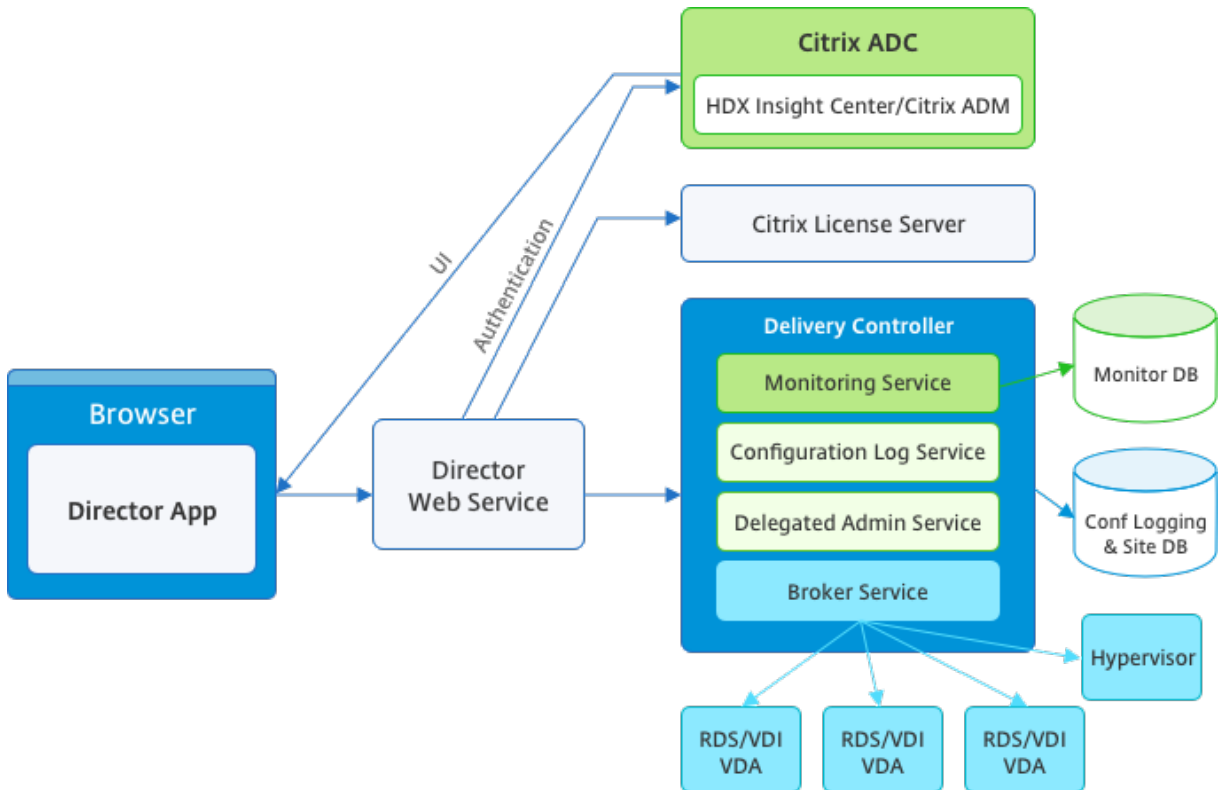 Citrix ADC
HDX Insight Center/Citrix ADM
UI
Authentication
Citrix License Server
Delivery Controller
Monitoring Service
Configuration Log Service
Delegated Admin Service
Broker Service
Monitor DB
Conf Logging
& Site DB
Browser
Director App
Director
Web Service
Hypervisor
RDS/VDI
VDA
RDS/VDI
VDA
RDS/VDI
VDA